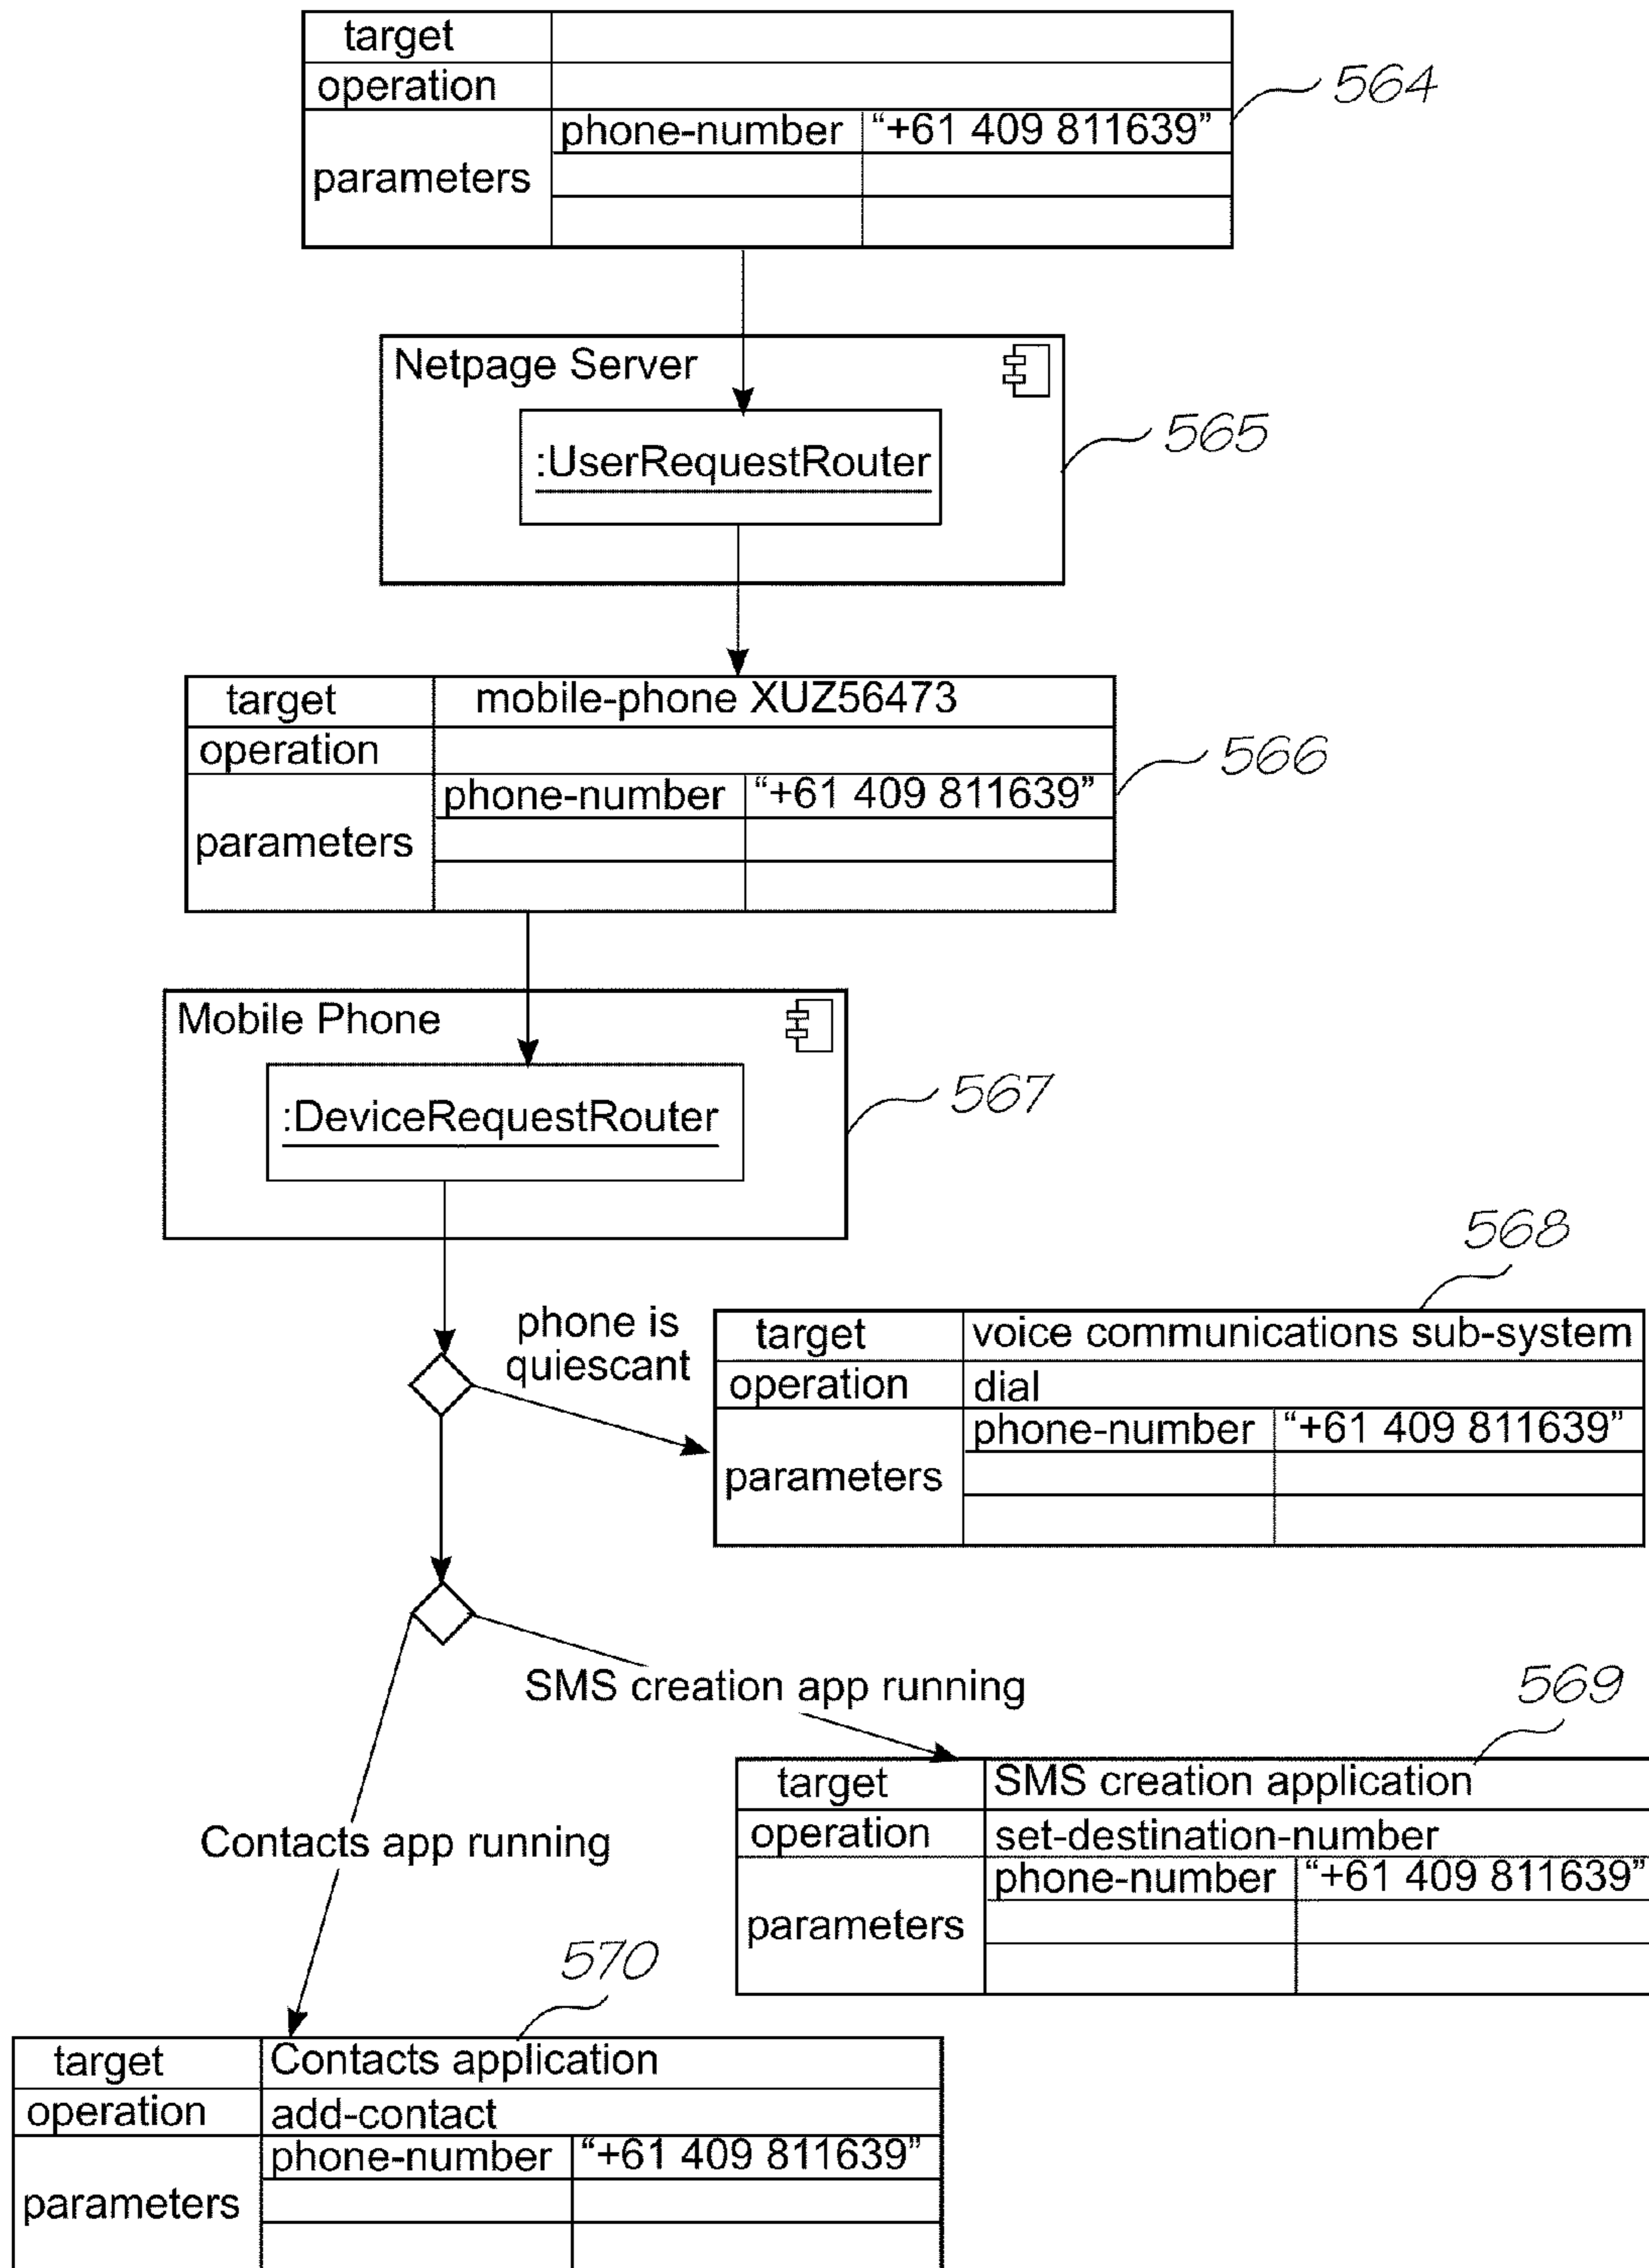 target
operation
parameters phone-number “+61 409 811639”
564
Netpage Server
:UserRequestRouter
565
target mobile-phone XUZ56473
operation
parameters phone-number “+61 409 811639”
566
Mobile Phone
:DeviceRequestRouter
567
phone is
quiescant
568
target voice communications sub-system
operation dial
parameters phone-number “+61 409 811639”
SMS creation app running
569
target SMS creation application
operation set-destination-number
parameters phone-number “+61 409 811639”
Contacts app running
570
target Contacts application
operation add-contact
parameters phone-number “+61 409 811639”